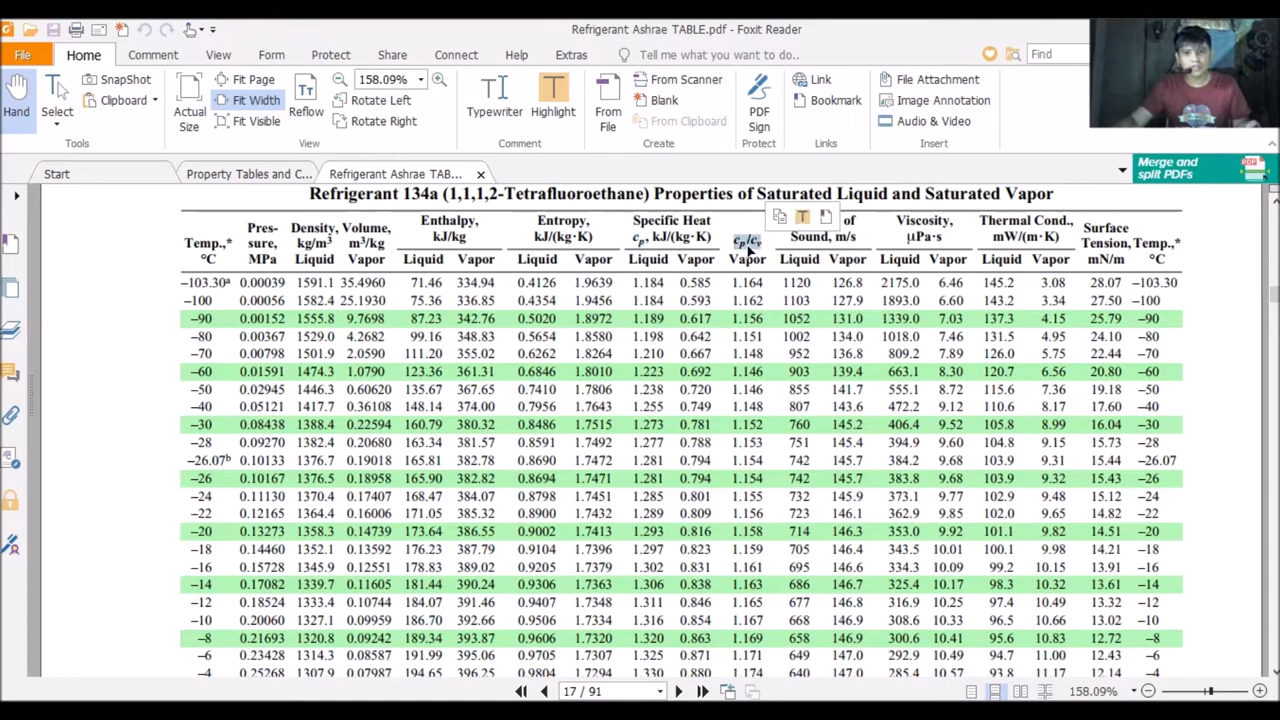 Refrigerant Ashrae TABLE.pdf - Foxit Reader
File Home Comment View Form Protect Share Connect Help Extras Tell me what you want to do... Find
Hand Select SnapShot Clipboard Actual Size Fit Page Fit Width Fit Visible Reflow 158.09% Rotate Left Rotate Right Typewriter Highlight From File From Scanner Blank From Clipboard PDF Sign Link Bookmark File Attachment Image Annotation Audio & Video
Tools View Comment Create Protect Links Insert
Start Property Tables and C... Refrigerant Ashrae TAB... Merge and split PDFs
Refrigerant 134a (1,1,1,2-Tetrafluoroethane) Properties of Saturated Liquid and Saturated Vapor
Temp.,* °C Pres- sure, MPa Density, kg/m³ Liquid Volume, m³/kg Vapor Enthalpy, kJ/kg Liquid Vapor Entropy, kJ/(kg·K) Liquid Vapor Specific Heat cp, kJ/(kg·K) Liquid Vapor cp/cv Vapor of Sound, m/s Liquid Vapor Viscosity, µPa·s Liquid Vapor Thermal Cond., mW/(m·K) Liquid Vapor Surface Tension, mN/m Temp.,* °C
–103.30ᵃ 0.00039 1591.1 35.4960 71.46 334.94 0.4126 1.9639 1.184 0.585 1.164 1120 126.8 2175.0 6.46 145.2 3.08 28.07 –103.30
–100 0.00056 1582.4 25.1930 75.36 336.85 0.4354 1.9456 1.184 0.593 1.162 1103 127.9 1893.0 6.60 143.2 3.34 27.50 –100
–90 0.00152 1555.8 9.7698 87.23 342.76 0.5020 1.8972 1.189 0.617 1.156 1052 131.0 1339.0 7.03 137.3 4.15 25.79 –90
–80 0.00367 1529.0 4.2682 99.16 348.83 0.5654 1.8580 1.198 0.642 1.151 1002 134.0 1018.0 7.46 131.5 4.95 24.10 –80
–70 0.00798 1501.9 2.0590 111.20 355.02 0.6262 1.8264 1.210 0.667 1.148 952 136.8 809.2 7.89 126.0 5.75 22.44 –70
–60 0.01591 1474.3 1.0790 123.36 361.31 0.6846 1.8010 1.223 0.692 1.146 903 139.4 663.1 8.30 120.7 6.56 20.80 –60
–50 0.02945 1446.3 0.60620 135.67 367.65 0.7410 1.7806 1.238 0.720 1.146 855 141.7 555.1 8.72 115.6 7.36 19.18 –50
–40 0.05121 1417.7 0.36108 148.14 374.00 0.7956 1.7643 1.255 0.749 1.148 807 143.6 472.2 9.12 110.6 8.17 17.60 –40
–30 0.08438 1388.4 0.22594 160.79 380.32 0.8486 1.7515 1.273 0.781 1.152 760 145.2 406.4 9.52 105.8 8.99 16.04 –30
–28 0.09270 1382.4 0.20680 163.34 381.57 0.8591 1.7492 1.277 0.788 1.153 751 145.4 394.9 9.60 104.8 9.15 15.73 –28
–26.07ᵇ 0.10133 1376.7 0.19018 165.81 382.78 0.8690 1.7472 1.281 0.794 1.154 742 145.7 384.2 9.68 103.9 9.31 15.44 –26.07
–26 0.10167 1376.5 0.18958 165.90 382.82 0.8694 1.7471 1.281 0.794 1.154 742 145.7 383.8 9.68 103.9 9.32 15.43 –26
–24 0.11130 1370.4 0.17407 168.47 384.07 0.8798 1.7451 1.285 0.801 1.155 732 145.9 373.1 9.77 102.9 9.48 15.12 –24
–22 0.12165 1364.4 0.16006 171.05 385.32 0.8900 1.7432 1.289 0.809 1.156 723 146.1 362.9 9.85 102.0 9.65 14.82 –22
–20 0.13273 1358.3 0.14739 173.64 386.55 0.9002 1.7413 1.293 0.816 1.158 714 146.3 353.0 9.92 101.1 9.82 14.51 –20
–18 0.14460 1352.1 0.13592 176.23 387.79 0.9104 1.7396 1.297 0.823 1.159 705 146.4 343.5 10.01 100.1 9.98 14.21 –18
–16 0.15728 1345.9 0.12551 178.83 389.02 0.9205 1.7379 1.302 0.831 1.161 695 146.6 334.3 10.09 99.2 10.15 13.91 –16
–14 0.17082 1339.7 0.11605 181.44 390.24 0.9306 1.7363 1.306 0.838 1.163 686 146.7 325.4 10.17 98.3 10.32 13.61 –14
–12 0.18524 1333.4 0.10744 184.07 391.46 0.9407 1.7348 1.311 0.846 1.165 677 146.8 316.9 10.25 97.4 10.49 13.32 –12
–10 0.20060 1327.1 0.09959 186.70 392.66 0.9506 1.7334 1.316 0.854 1.167 668 146.9 308.6 10.33 96.5 10.66 13.02 –10
–8 0.21693 1320.8 0.09242 189.34 393.87 0.9606 1.7320 1.320 0.863 1.169 658 146.9 300.6 10.41 95.6 10.83 12.72 –8
–6 0.23428 1314.3 0.08587 191.99 395.06 0.9705 1.7307 1.325 0.871 1.171 649 147.0 292.9 10.49 94.7 11.00 12.43 –6
–4 0.25268 1307.9 0.07987 194.65 396.25 0.9804 1.7294 1.330 0.880 1.174 640 147.0 285.4 10.57 93.8 11.17 12.14 –4
17 / 91 158.09%